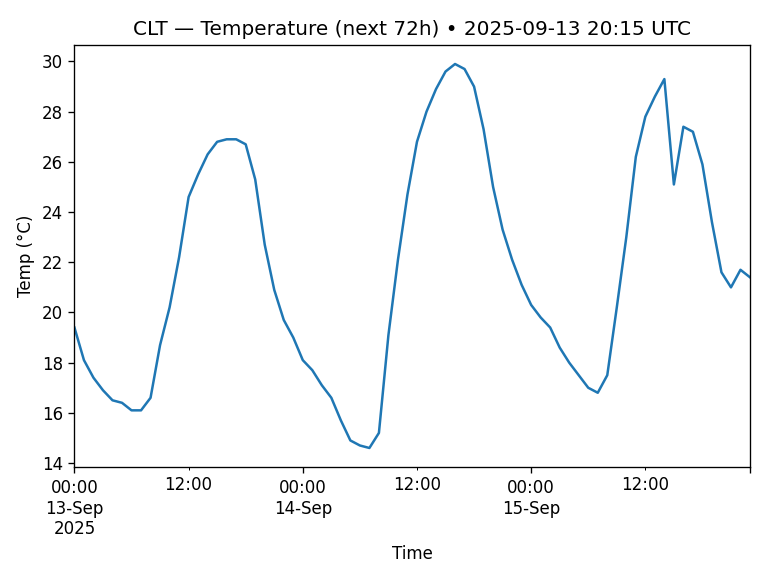 CLT — Temperature (next 72h) • 2025-09-13 20:15 UTC
Temp (°C)
30
28
26
24
22
20
18
16
14
00:00 12:00 00:00 12:00 00:00 12:00
13-Sep 14-Sep 15-Sep
2025
Time